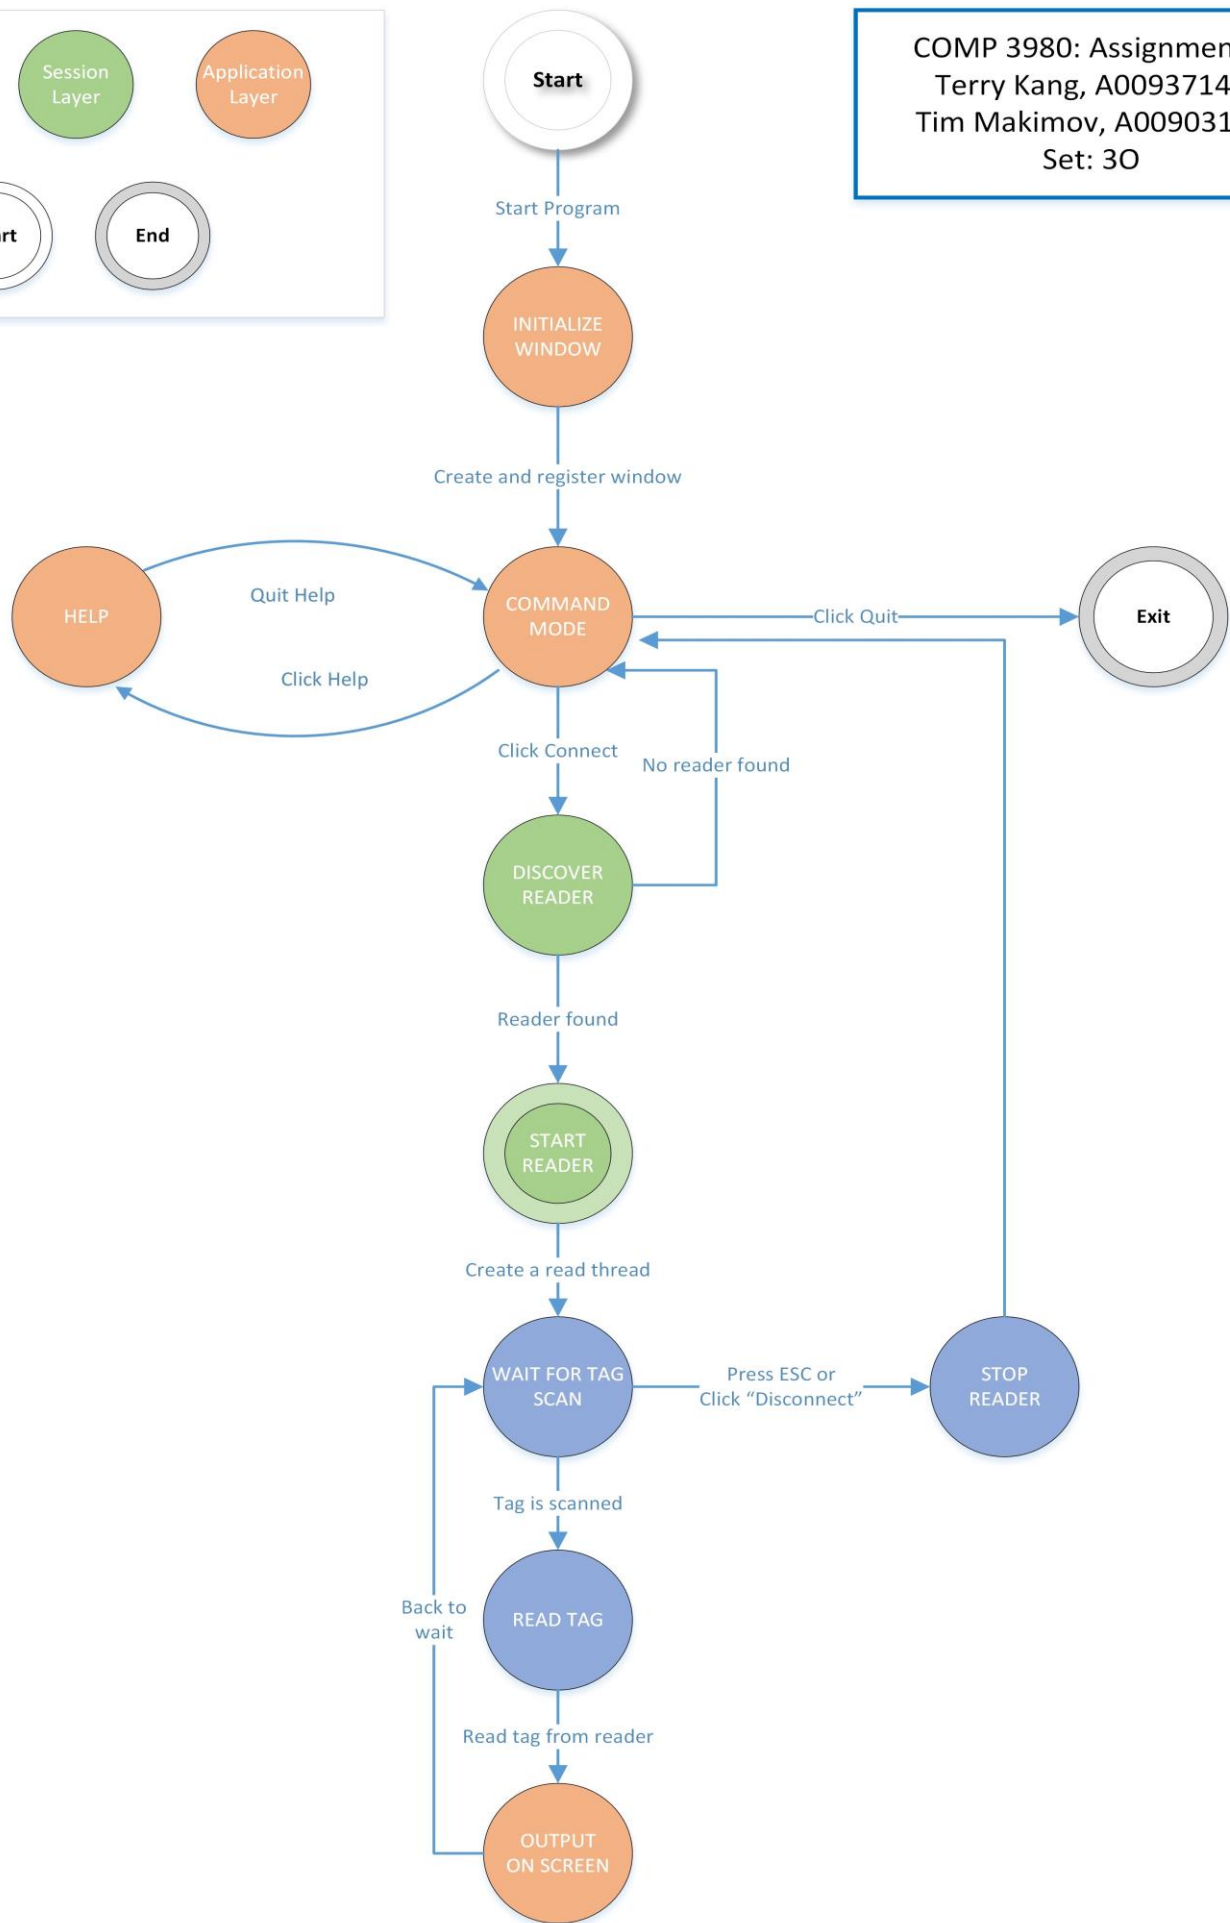 Session
Layer
Application
Layer
End
Start
COMP 3980: Assignmen
Terry Kang, A0093714
Tim Makimov, A009031
Set: 3O
Start Program
INITIALIZE
WINDOW
Create and register window
HELP
Quit Help
Click Help
COMMAND
MODE
Click Quit
Exit
Click Connect
No reader found
DISCOVER
READER
Reader found
START
READER
Create a read thread
WAIT FOR TAG
SCAN
Press ESC or
Click “Disconnect”
STOP
READER
Tag is scanned
READ TAG
Back to
wait
Read tag from reader
OUTPUT
ON SCREEN